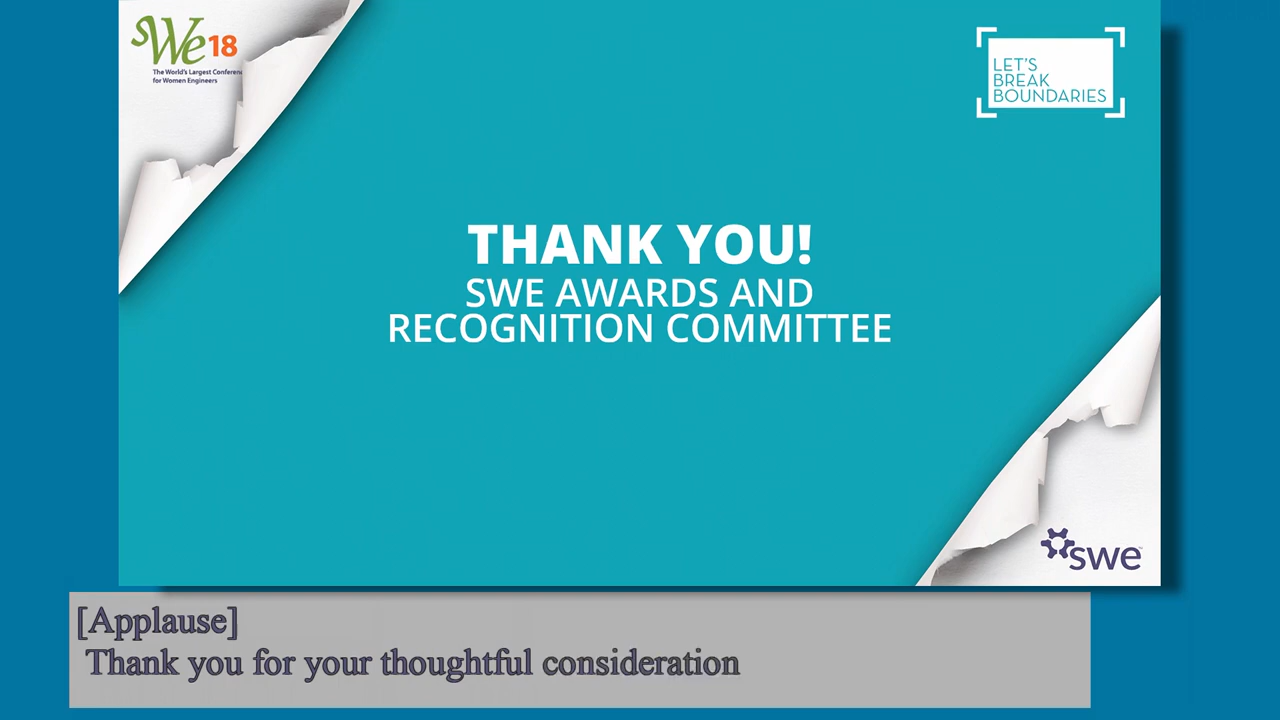 SWe18
The World's Largest Conferen
for Women Engineers
LET'S
BREAK
BOUNDARIES
THANK YOU!
SWE AWARDS AND
RECOGNITION COMMITTEE
swe
[Applause]
Thank you for your thoughtful consideration